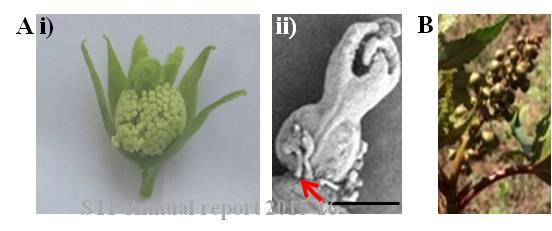 A i) ii) B
STI Annual report 2015-16